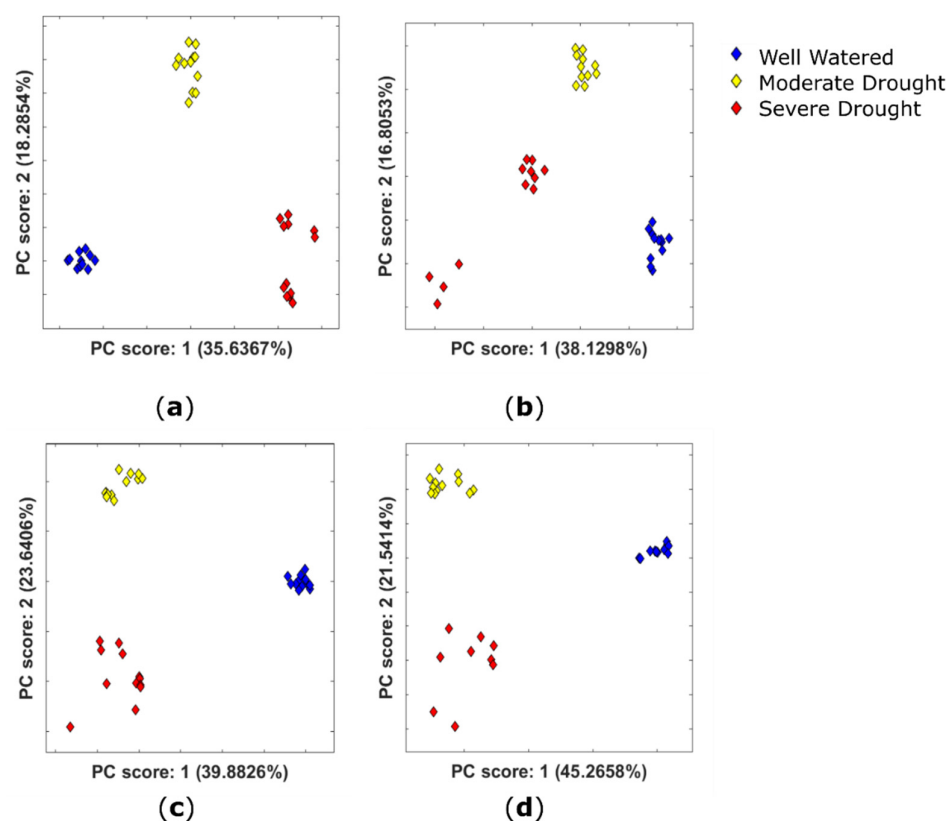 PC score: 2 (18.2854%)
PC score: 1 (35.6367%)
(a)
PC score: 2 (16.8053%)
PC score: 1 (38.1298%)
(b)
Well Watered
Moderate Drought
Severe Drought
PC score: 2 (23.6406%)
PC score: 1 (39.8826%)
(c)
PC score: 2 (21.5414%)
PC score: 1 (45.2658%)
(d)